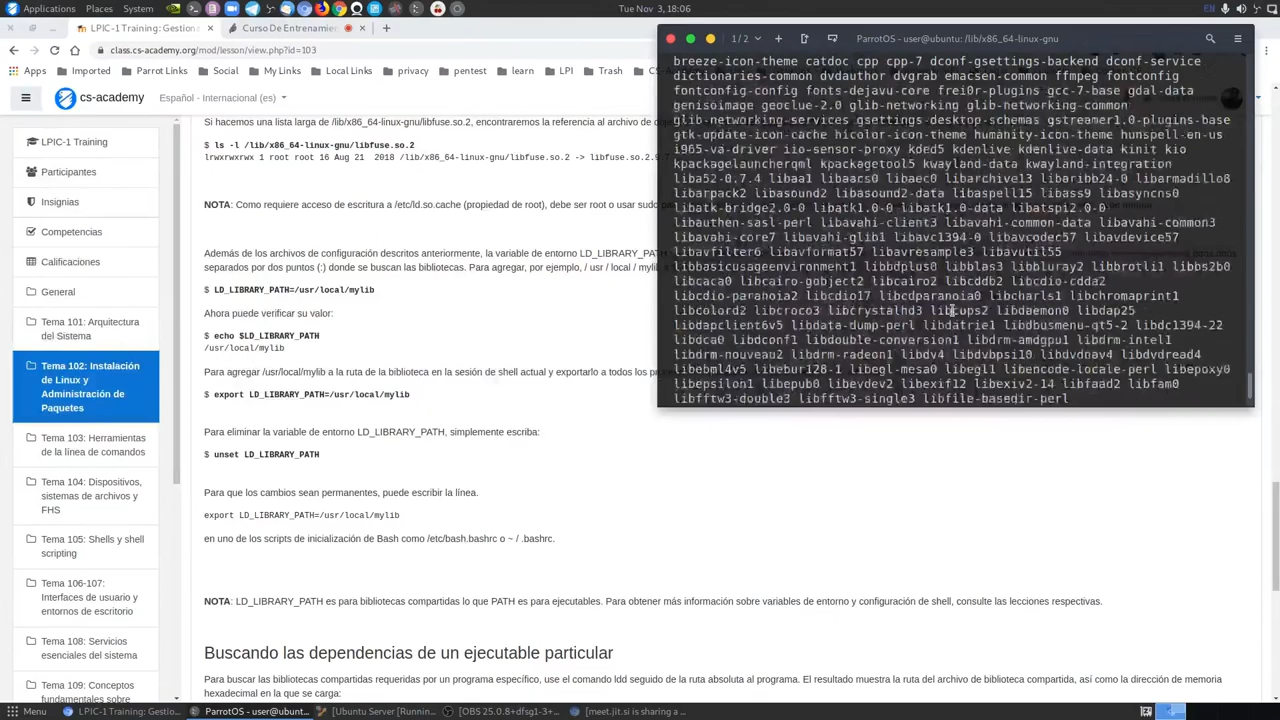 Applications Places System
Tue Nov 3, 18:06
EN
LPIC-1 Training: Gestion
Curso De Entrenamie
class.cs-academy.org/mod/lesson/view.php?id=103
Apps Imported Parrot Links Social My Links Local Links privacy pentest learn LPI Trash
cs-academy
Español - Internacional (es)
LPIC-1 Training
Participantes
Insignias
Competencias
Calificaciones
General
Tema 101: Arquitectura
del Sistema
Tema 102: Instalación
de Linux y
Administración de
Paquetes
Tema 103: Herramientas
de la línea de
comandos
Tema 104: Dispositivos,
sistemas de archivos y
FHS
Tema 105: Shells y shell
scripting
Tema 106-107:
Interfaces de usuario y
entornos de escritorio
Tema 108: Servicios
esenciales del sistema
Tema 109: Conceptos
fundamentales sobre
Si hacemos una lista larga de /lib/x86_64-linux-gnu/libfuse.so.2, encontraremos la referencia al archivo de
$ ls -l /lib/x86_64-linux-gnu/libfuse.so.2
lrwxrwxrwx 1 root root 16 Aug 21 2018 /lib/x86_64-linux-gnu/libfuse.so.2 -> libfuse.so.2.9.7
NOTA: Como requiere acceso de escritura a /etc/ld.so.cache (propiedad de root), debe ser root o usar sudo
Además de los archivos de configuración descritos anteriormente, la variable de entorno LD_LIBRARY_PATH
separados por dos puntos (:) donde se buscan las bibliotecas. Para agregar, por ejemplo, / usr / local / mylib
$ LD_LIBRARY_PATH=/usr/local/mylib
Ahora puede verificar su valor:
$ echo $LD_LIBRARY_PATH
/usr/local/mylib
Para agregar /usr/local/mylib a la ruta de la biblioteca en la sesión de shell actual y exportarlo a todos los
$ export LD_LIBRARY_PATH=/usr/local/mylib
Para eliminar la variable de entorno LD_LIBRARY_PATH, simplemente escriba:
$ unset LD_LIBRARY_PATH
Para que los cambios sean permanentes, puede escribir la línea.
export LD_LIBRARY_PATH=/usr/local/mylib
en uno de los scripts de inicialización de Bash como /etc/bash.bashrc o ~ / .bashrc.
NOTA: LD_LIBRARY_PATH es para bibliotecas compartidas lo que PATH es para ejecutables. Para obtener más información sobre variables de entorno y configuración de shell, consulte las lecciones respectivas.
Buscando las dependencias de un ejecutable particular
Para buscar las bibliotecas compartidas requeridas por un programa específico, use el comando ldd seguido de la ruta absoluta al programa. El resultado muestra la ruta del archivo de biblioteca compartida, así como la dirección de memoria
hexadecimal en la que se carga:
1/2
ParrotOS - user@ubuntu: /lib/x86_64-linux-gnu
breeze-icon-theme catdoc cpp cpp-7 dconf-gsettings-backend dconf-service
dictionaries-common dvdauthor dvgrab emacsen-common ffmpeg fontconfig
fontconfig-config fonts-dejavu-core frei0r-plugins gcc-7-base gdal-data
genisoimage geoclue-2.0 glib-networking glib-networking-common
glib-networking-services gsettings-desktop-schemas gstreamer1.0-plugins-base
gtk-update-icon-cache hicolor-icon-theme humanity-icon-theme hunspell-en-us
i965-va-driver iio-sensor-proxy kded5 kdenlive kdenlive-data kinit kio
kpackagelauncherqml kpackagetool5 kwayland-data kwayland-integration
liba52-0.7.4 libaa1 libaacs0 libaec0 libarchive13 libaribb24-0 libarmadillo8
libarpack2 libasound2 libasound2-data libaspell15 libass9 libasyncns0
libatk-bridge2.0-0 libatk1.0-0 libatk1.0-data libatspi2.0-0
libauthen-sasl-perl libavahi-client3 libavahi-common-data libavahi-common3
libavahi-core7 libavahi-glib1 libavc1394-0 libavcodec57 libavdevice57
libavfilter6 libavformat57 libavresample3 libavutil55
libbasicusageenvironment1 libbdplus0 libblas3 libbluray2 libbrotli1 libbs2b0
libcaca0 libcairo-gobject2 libcairo2 libcddb2 libcdio-cdda2
libcdio-paranoia2 libcdio17 libcdparanoia0 libcharls1 libchromaprint1
libcolord2 libcroco3 libcrystalhd3 libcups2 libdaemon0 libdap25
libdapclient6v5 libdata-dump-perl libdatrie1 libdbusmenu-qt5-2 libdc1394-22
libdca0 libdconf1 libdouble-conversion1 libdrm-amdgpu1 libdrm-intel1
libdrm-nouveau2 libdrm-radeon1 libdv4 libdvbpsi10 libdvdnav4 libdvdread4
libebml4v5 libebur128-1 libegl-mesa0 libegl1 libencode-locale-perl libepoxy0
libepsilon1 libepub0 libevdev2 libexif12 libexiv2-14 libfaad2 libfam0
libfftw3-double3 libfftw3-single3 libfile-basedir-perl
Menu
LPIC-1 Training: Gestio...
ParrotOS - user@ubunt...
[Ubuntu Server [Runnin...
[OBS 25.0.8+dfsg1-3+...
[meet.jit.si is sharing a ...